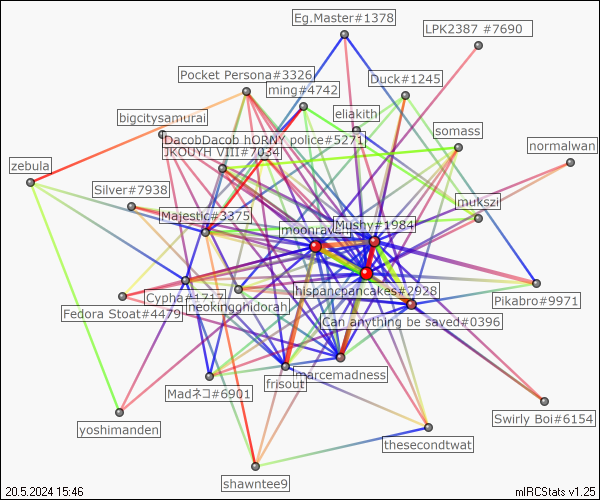 Eg.Master#1378
LPK2387 #7690
Pocket Persona#3326
Duck#1245
ming#4742
bigcitysamurai
eliakith
somass
DacobDacob hORNY police#5271
normalwan
JKOUYH VIII#7034
zebula
Silver#7938
mukszi
Majestic#3375
Mushy#1984
moonraven
hispancpancakes#2928
Cypha#1717
Pikabro#9971
neokingghidorah
Fedora Stoat#4479
Can anything be saved#0396
marcemadness
frisout
Madネコ#6901
Swirly Boi#6154
yoshimanden
thesecondtwat
shawntee9
20.5.2024 15:46
mIRCStats v1.25